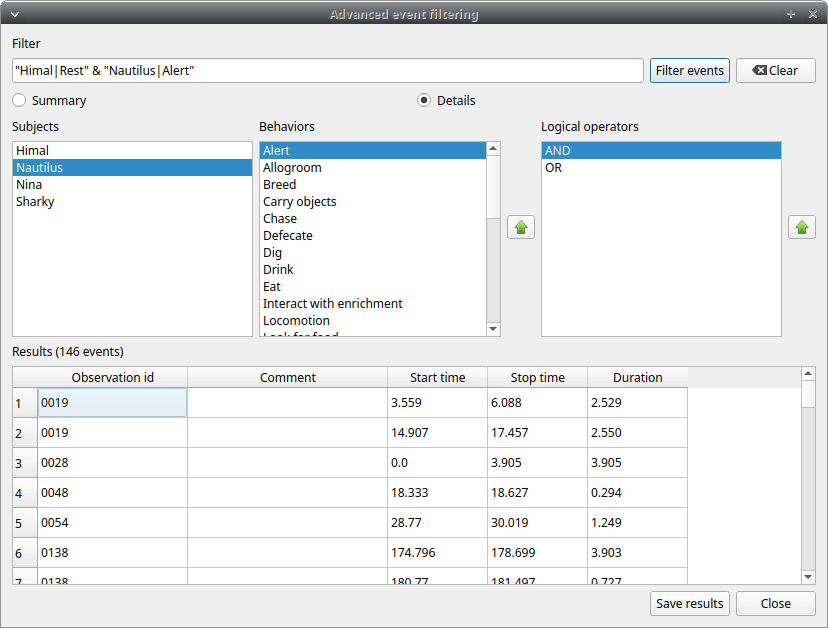 Advanced event filtering
Filter
"Himal|Rest" & "Nautilus|Alert"
Filter events
Clear
Summary
Details
Subjects
Behaviors
Logical operators
Himal
Nautilus
Nina
Sharky
Alert
Allogroom
Breed
Carry objects
Chase
Defecate
Dig
Drink
Eat
Interact with enrichment
Locomotion
Look for food
AND
OR
Results (146 events)
Observation id Comment Start time Stop time Duration
1 0019 3.559 6.088 2.529
2 0019 14.907 17.457 2.550
3 0028 0.0 3.905 3.905
4 0048 18.333 18.627 0.294
5 0054 28.77 30.019 1.249
6 0138 174.796 178.699 3.903
7 0138 180.77 181.497 0.727
Save results
Close